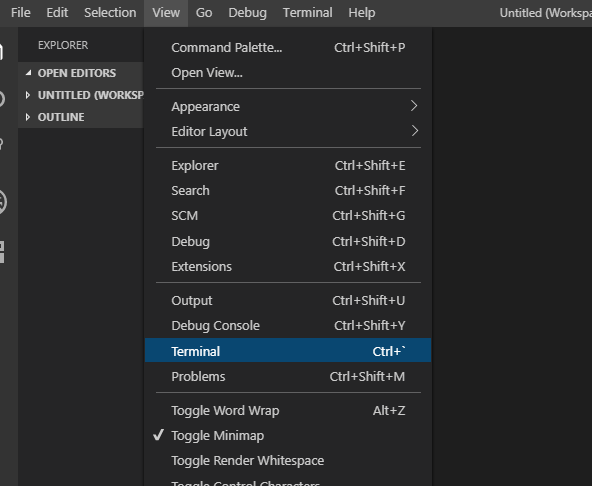 File Edit Selection View Go Debug Terminal Help Untitled (Workspa
EXPLORER
OPEN EDITORS
UNTITLED (WORKSP
OUTLINE
Command Palette... Ctrl+Shift+P
Open View...
Appearance
Editor Layout
Explorer Ctrl+Shift+E
Search Ctrl+Shift+F
SCM Ctrl+Shift+G
Debug Ctrl+Shift+D
Extensions Ctrl+Shift+X
Output Ctrl+Shift+U
Debug Console Ctrl+Shift+Y
Terminal Ctrl+`
Problems Ctrl+Shift+M
Toggle Word Wrap Alt+Z
Toggle Minimap
Toggle Render Whitespace
Toggle Control Characters